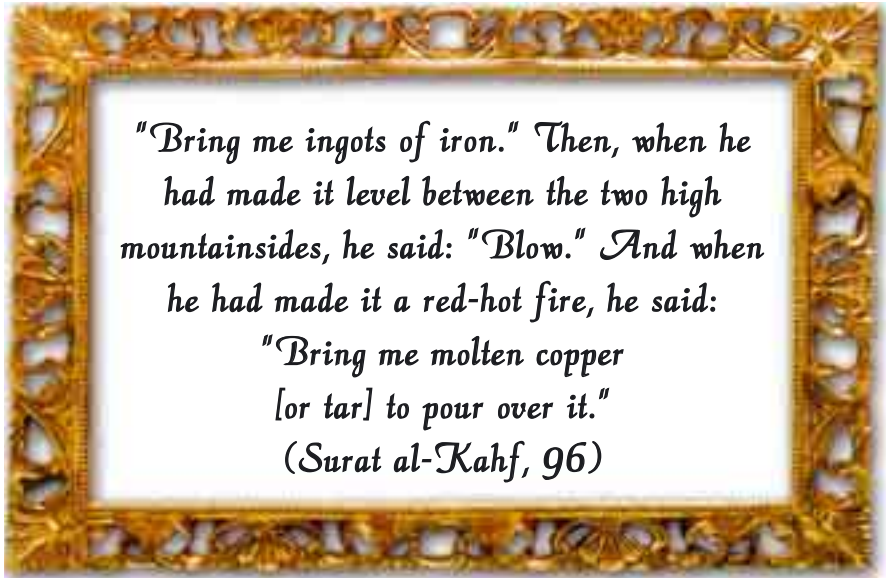 "Bring me ingots of iron." Then, when he
had made it level between the two high
mountainsides, he said: "Blow." And when
he had made it a red-hot fire, he said:
"Bring me molten copper
[or tar] to pour over it."
(Surat al-Kahf, 96)